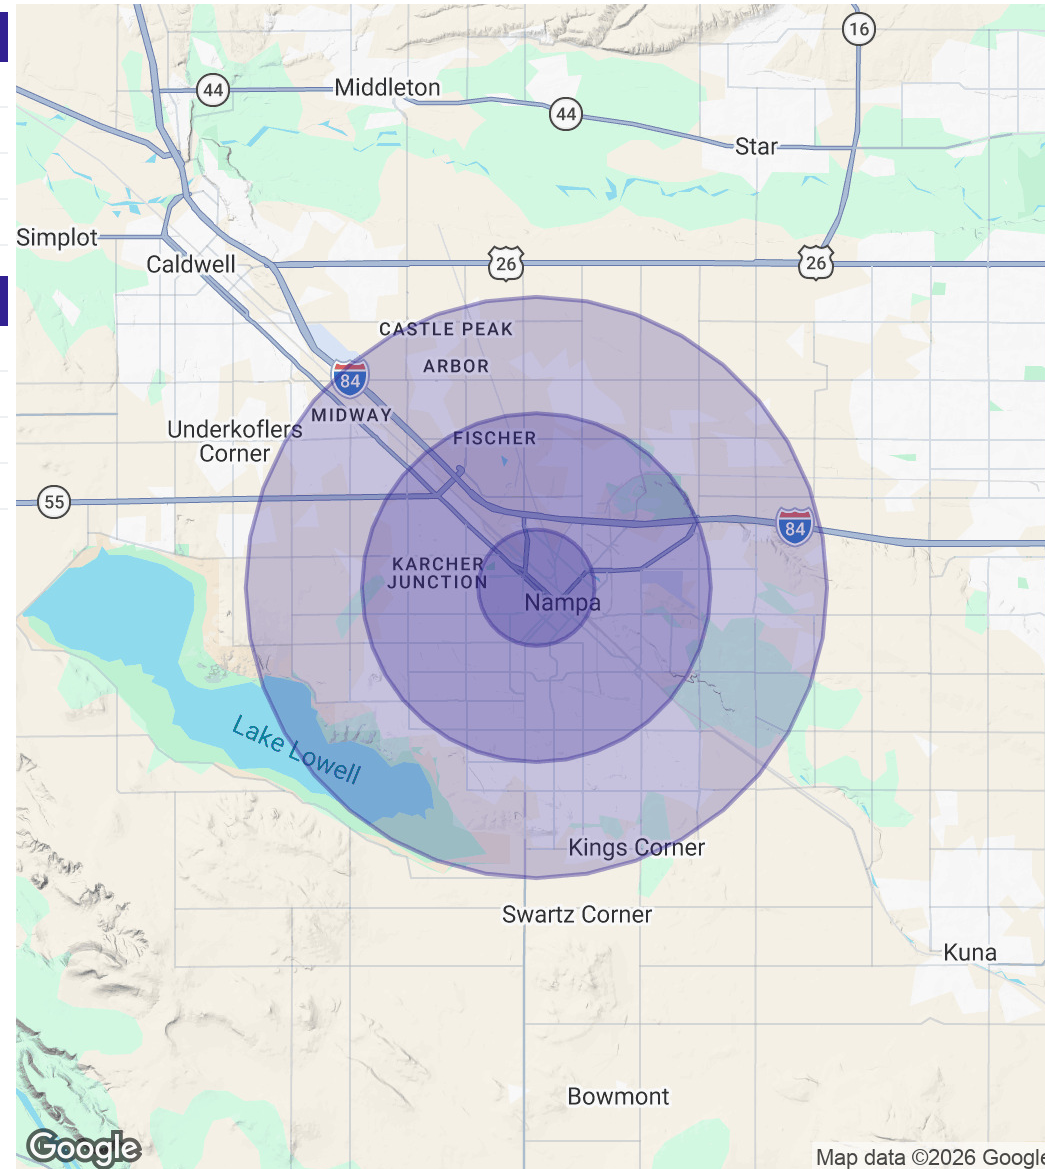 16
44
Middleton
44
Star
Simplot
Caldwell
26
26
CASTLE PEAK
ARBOR
84
MIDWAY
Underkoflers
Corner
FISCHER
55
84
KARCHER
JUNCTION
Nampa
Lake Lowell
Kings Corner
Swartz Corner
Kuna
Bowmont
Google
Map data ©2026 Google